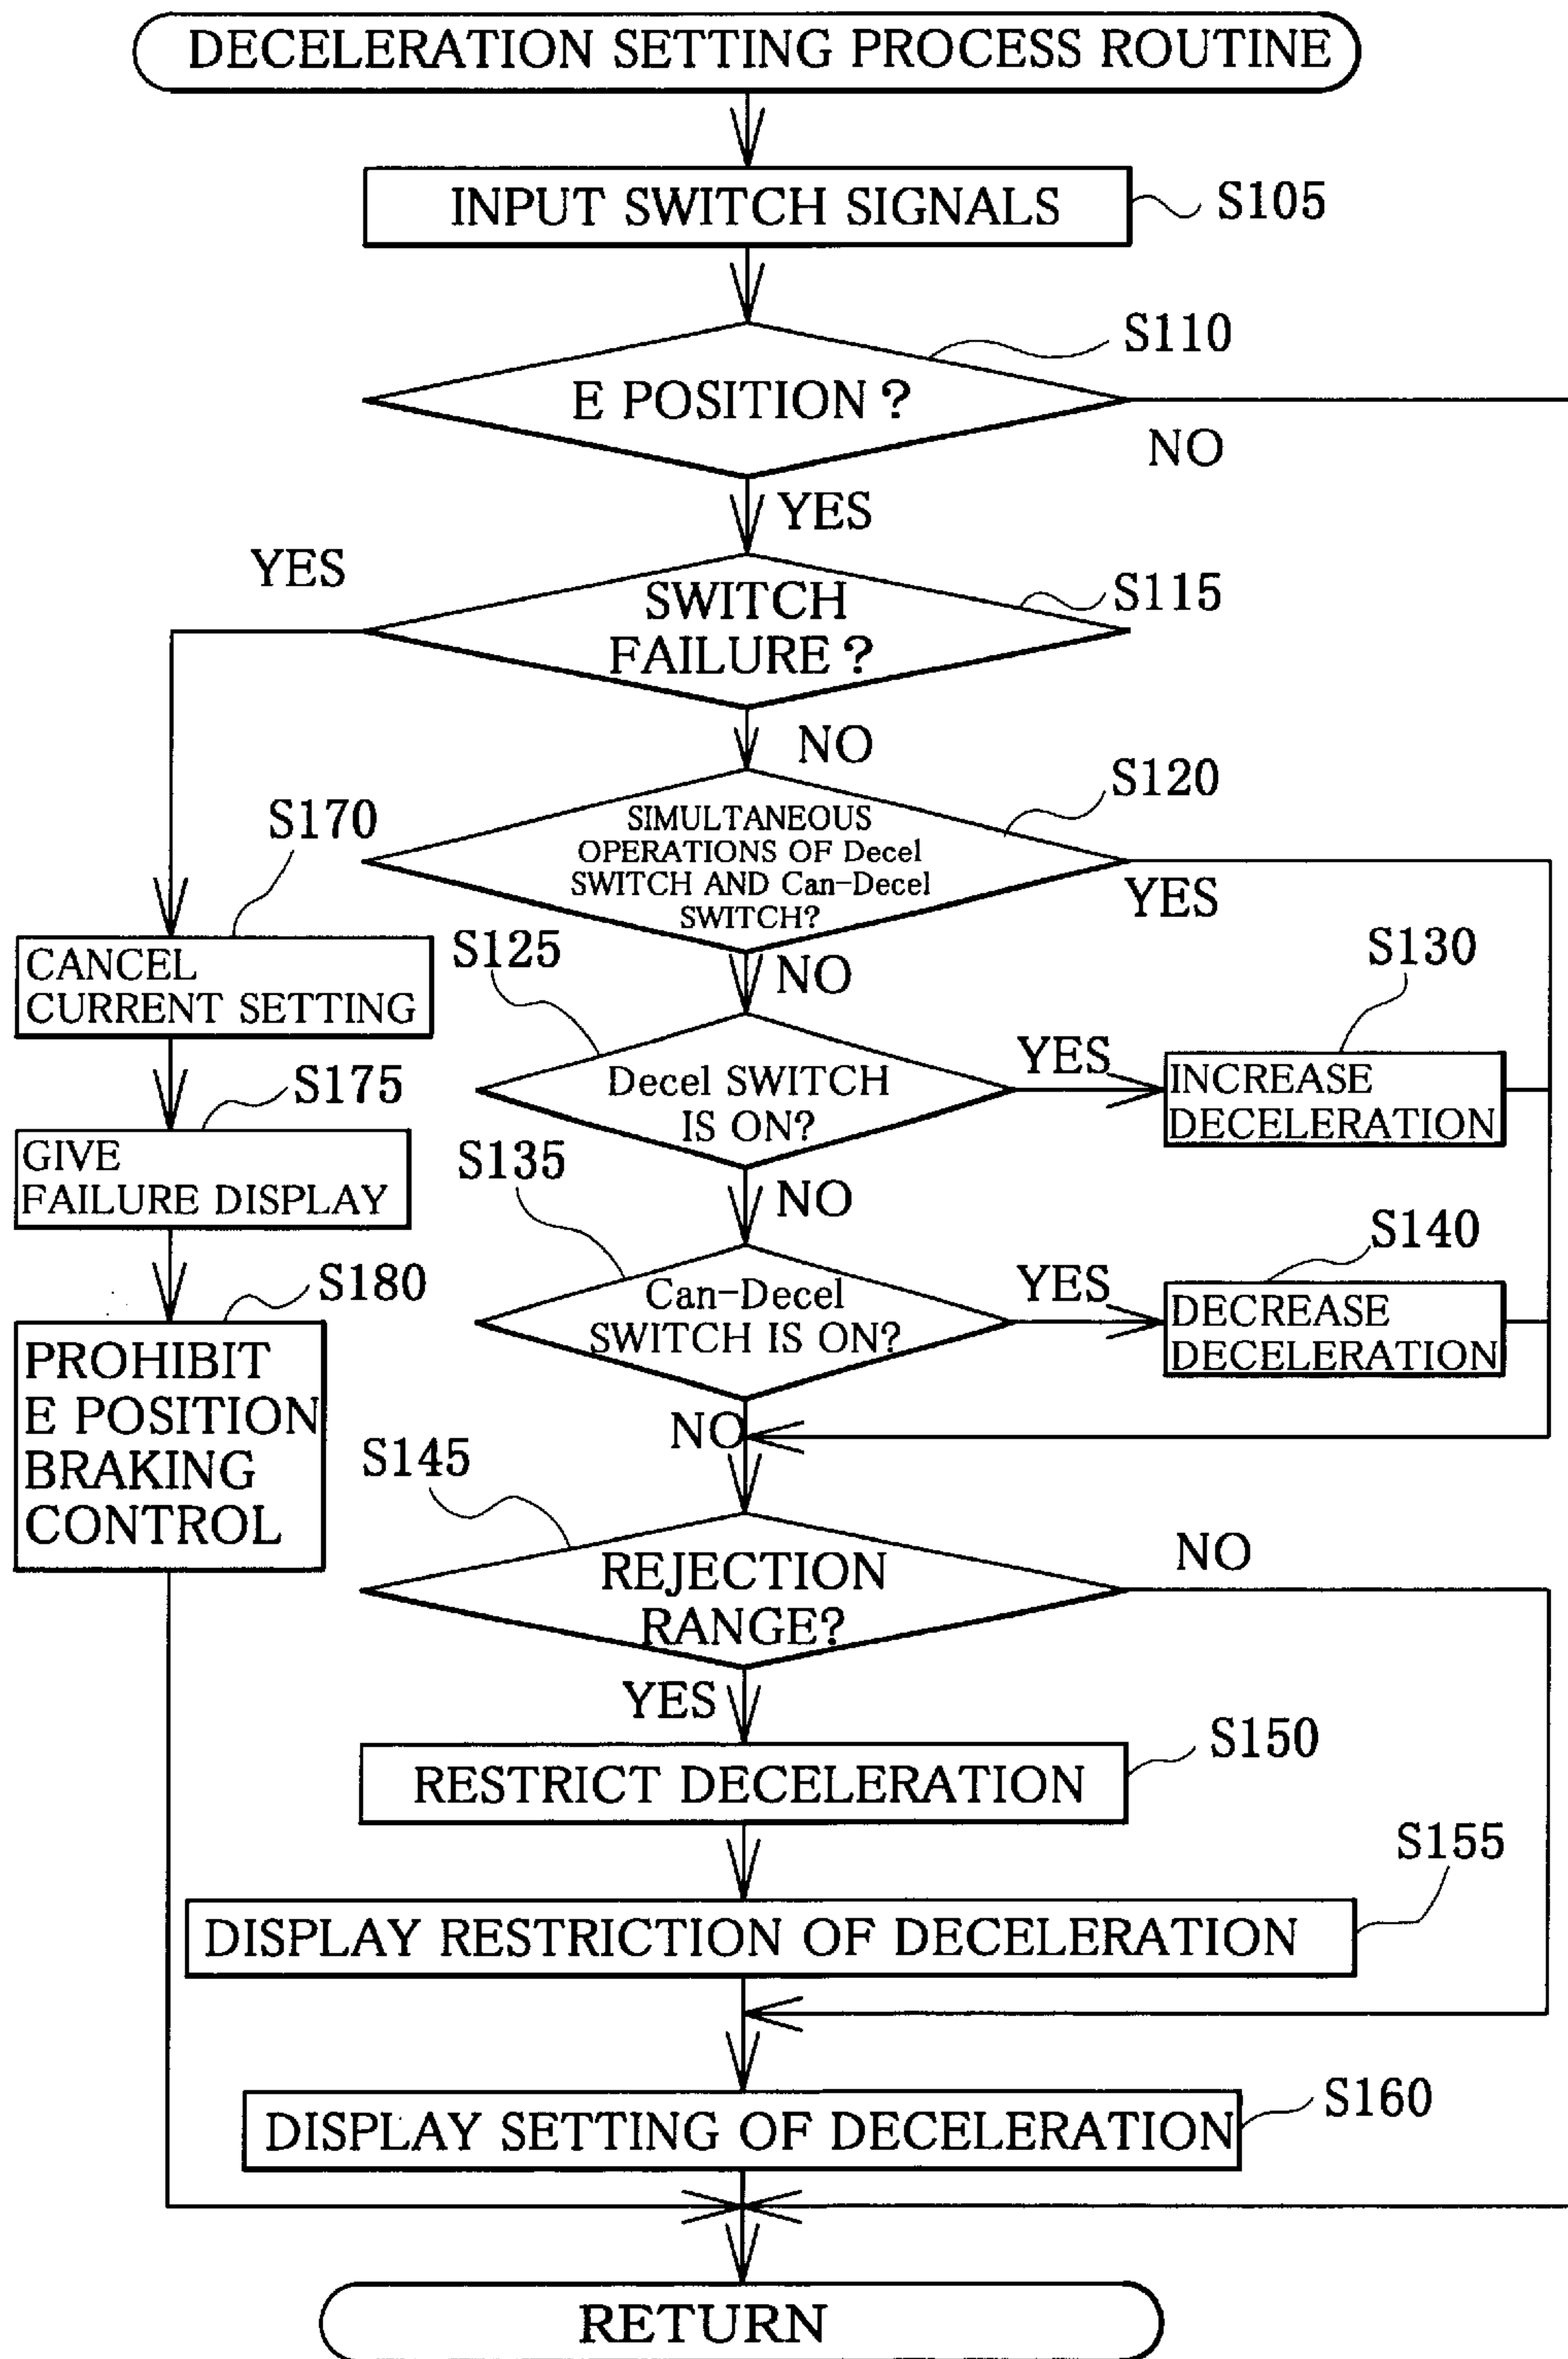 DECELERATION SETTING PROCESS ROUTINE
INPUT SWITCH SIGNALS
S105
S110
E POSITION ?
NO
YES
YES
S115
SWITCH
FAILURE ?
NO
S120
SIMULTANEOUS
OPERATIONS OF Decel
SWITCH AND Can-Decel
SWITCH?
YES
S170
CANCEL
CURRENT SETTING
S125
NO
S130
Decel SWITCH
IS ON?
YES
INCREASE
DECELERATION
S175
GIVE
FAILURE DISPLAY
S135
NO
S140
Can-Decel
SWITCH IS ON?
YES
DECREASE
DECELERATION
S180
PROHIBIT
E POSITION
BRAKING
CONTROL
NO
S145
REJECTION
RANGE?
NO
YES
S150
RESTRICT DECELERATION
S155
DISPLAY RESTRICTION OF DECELERATION
S160
DISPLAY SETTING OF DECELERATION
RETURN